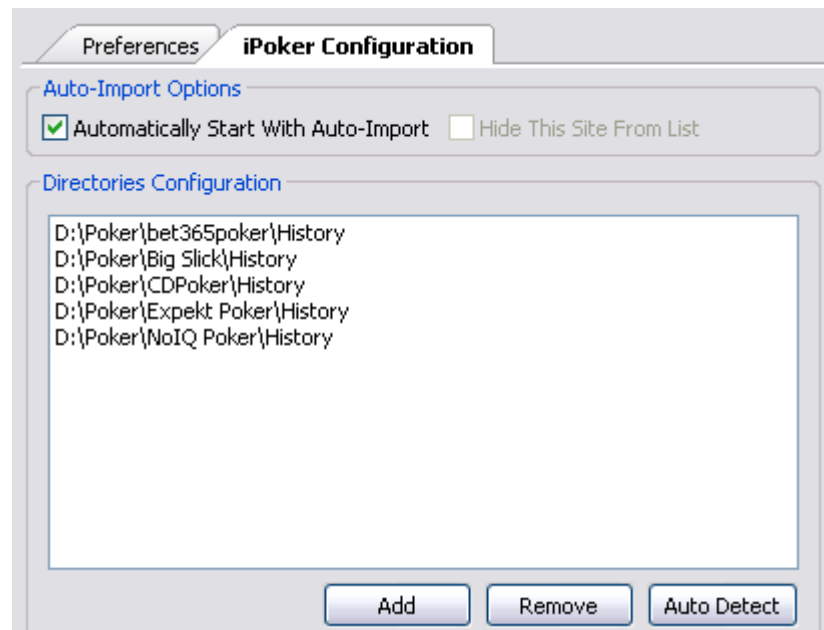 Preferences iPoker Configuration
Auto-Import Options
Automatically Start With Auto-Import Hide This Site From List
Directories Configuration
D:\Poker\bet365poker\History
D:\Poker\Big Slick\History
D:\Poker\CDPoker\History
D:\Poker\Expekt Poker\History
D:\Poker\NoIQ Poker\History
Add Remove Auto Detect